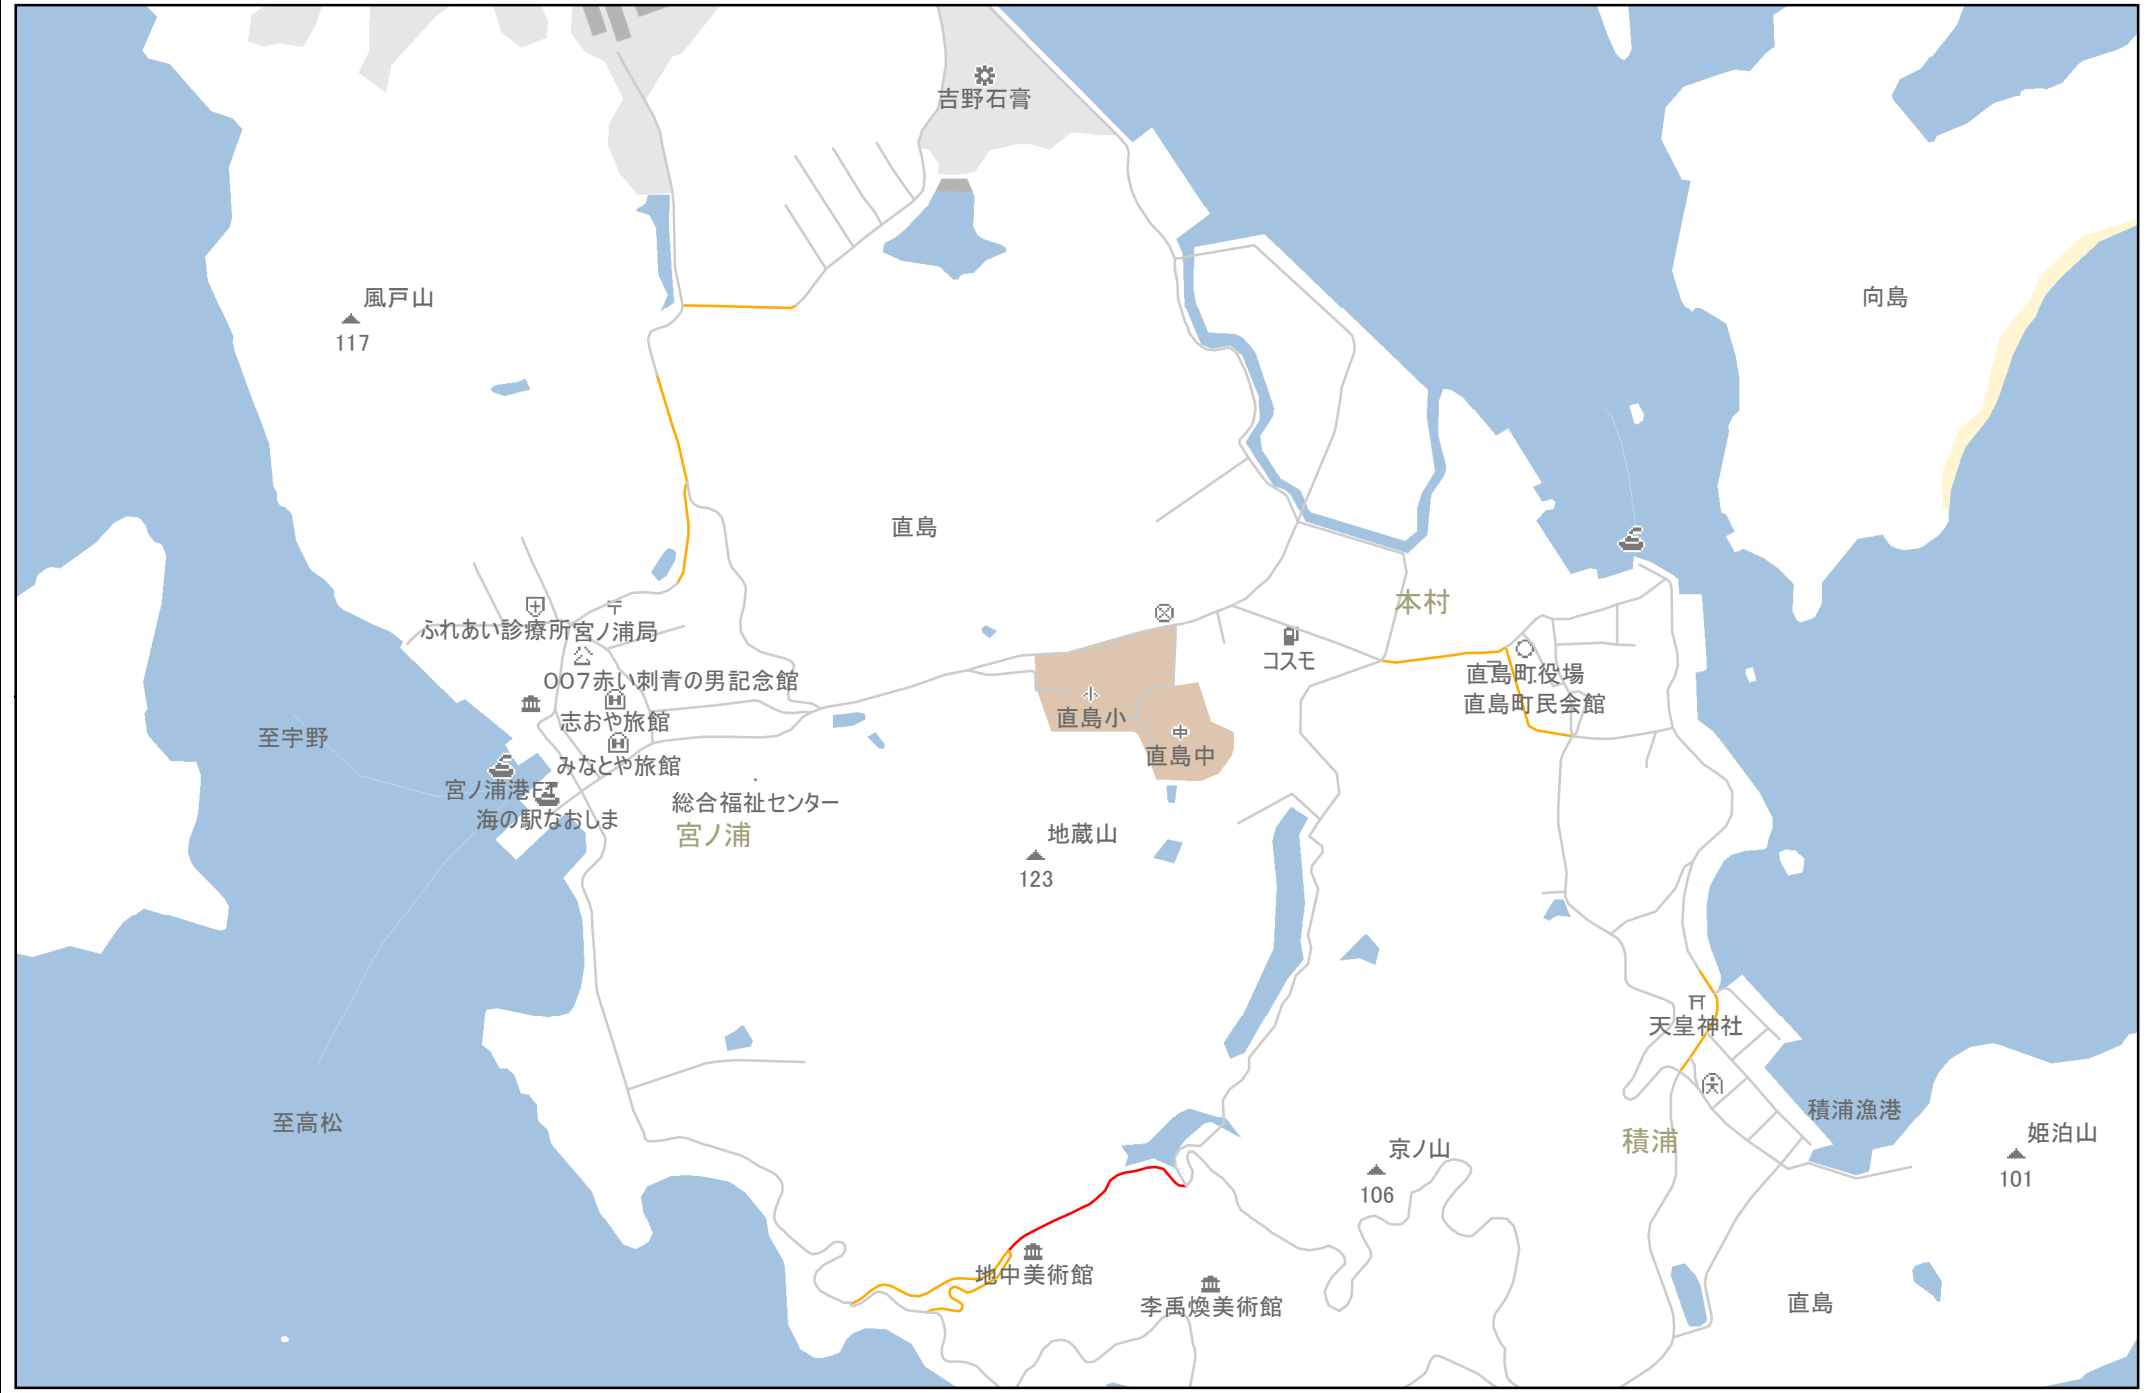 吉野石膏
風戸山
117
向島
直島
本村
ふれあい診療所
宮ノ浦局
コスモ
007赤い刺青の男記念館
直島町役場
直島町民会館
志おや旅館
直島小
至宇野
みなとや旅館
直島中
宮ノ浦港FT
総合福祉センター
海の駅なおしま
宮ノ浦
地蔵山
123
天皇神社
至高松
積浦漁港
姫泊山
101
積浦
京ノ山
106
地中美術館
李禹煥美術館
直島